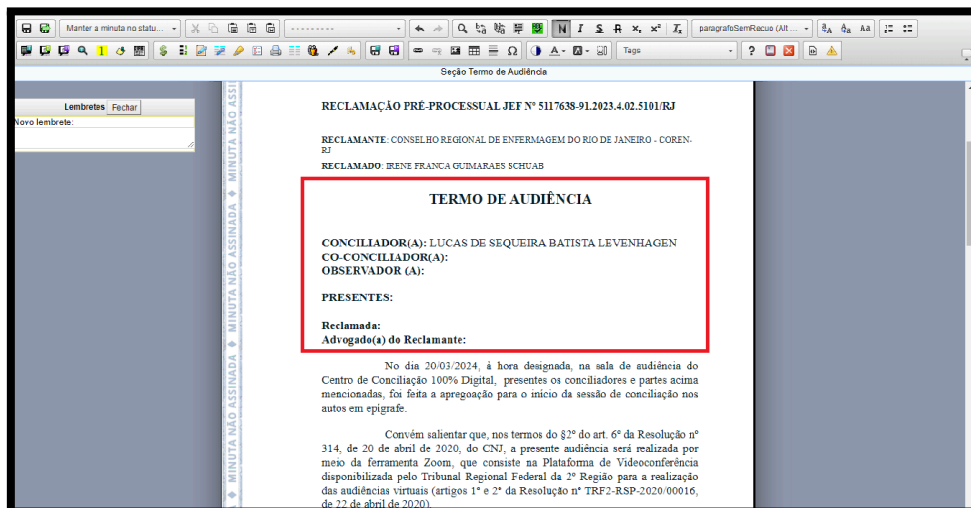 Manter a minuta no statu...
paragrafoSemRecuo (Alt ...
Tags
Seção Termo de Audiência
Lembretes Fechar
Novo lembrete:
RECLAMAÇÃO PRÉ-PROCESSUAL JEF Nº 5117638-91.2023.4.02.5101/RJ
RECLAMANTE: CONSELHO REGIONAL DE ENFERMAGEM DO RIO DE JANEIRO - COREN-
RJ
RECLAMADO: IRENE FRANCA GUIMARAES SCHUAB
TERMO DE AUDIÊNCIA
CONCILIADOR(A): LUCAS DE SEQUEIRA BATISTA LEVENHAGEN
CO-CONCILIADOR(A):
OBSERVADOR (A):
PRESENTES:
Reclamada:
Advogado(a) do Reclamante:
No dia 20/03/2024, à hora designada, na sala de audiência do
Centro de Conciliação 100% Digital, presentes os conciliadores e partes acima
mencionadas, foi feita a apregoação para o início da sessão de conciliação nos
autos em epígrafe.
Convém salientar que, nos termos do §2º do art. 6º da Resolução nº
314, de 20 de abril de 2020, do CNJ, a presente audiência será realizada por
meio da ferramenta Zoom, que consiste na Plataforma de Videoconferência
disponibilizada pelo Tribunal Regional Federal da 2ª Região para a realização
das audiências virtuais (artigos 1º e 2º da Resolução nº TRF2-RSP-2020/00016,
de 22 de abril de 2020).
MINUTA NÃO ASSINADA ◆ MINUTA NÃO ASSINADA ◆ MINUTA NÃO ASSI